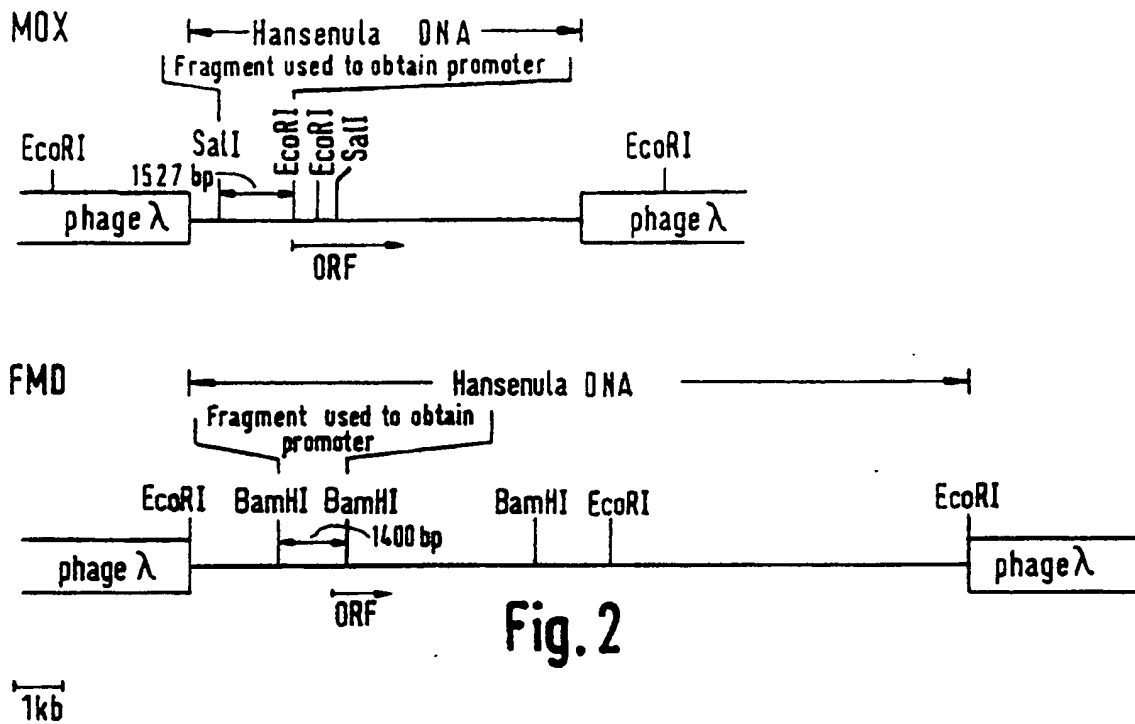 MOX
Hansenula DNA
Fragment used to obtain promoter
EcoRI
SalI
EcoRI
EcoRI
SalI
EcoRI
1527 bp
phage λ
phage λ
ORF
FMD
Hansenula DNA
Fragment used to obtain
promoter
EcoRI
BamHI
BamHI
BamHI
EcoRI
EcoRI
1400 bp
phage λ
phage λ
ORF
Fig. 2
1kb